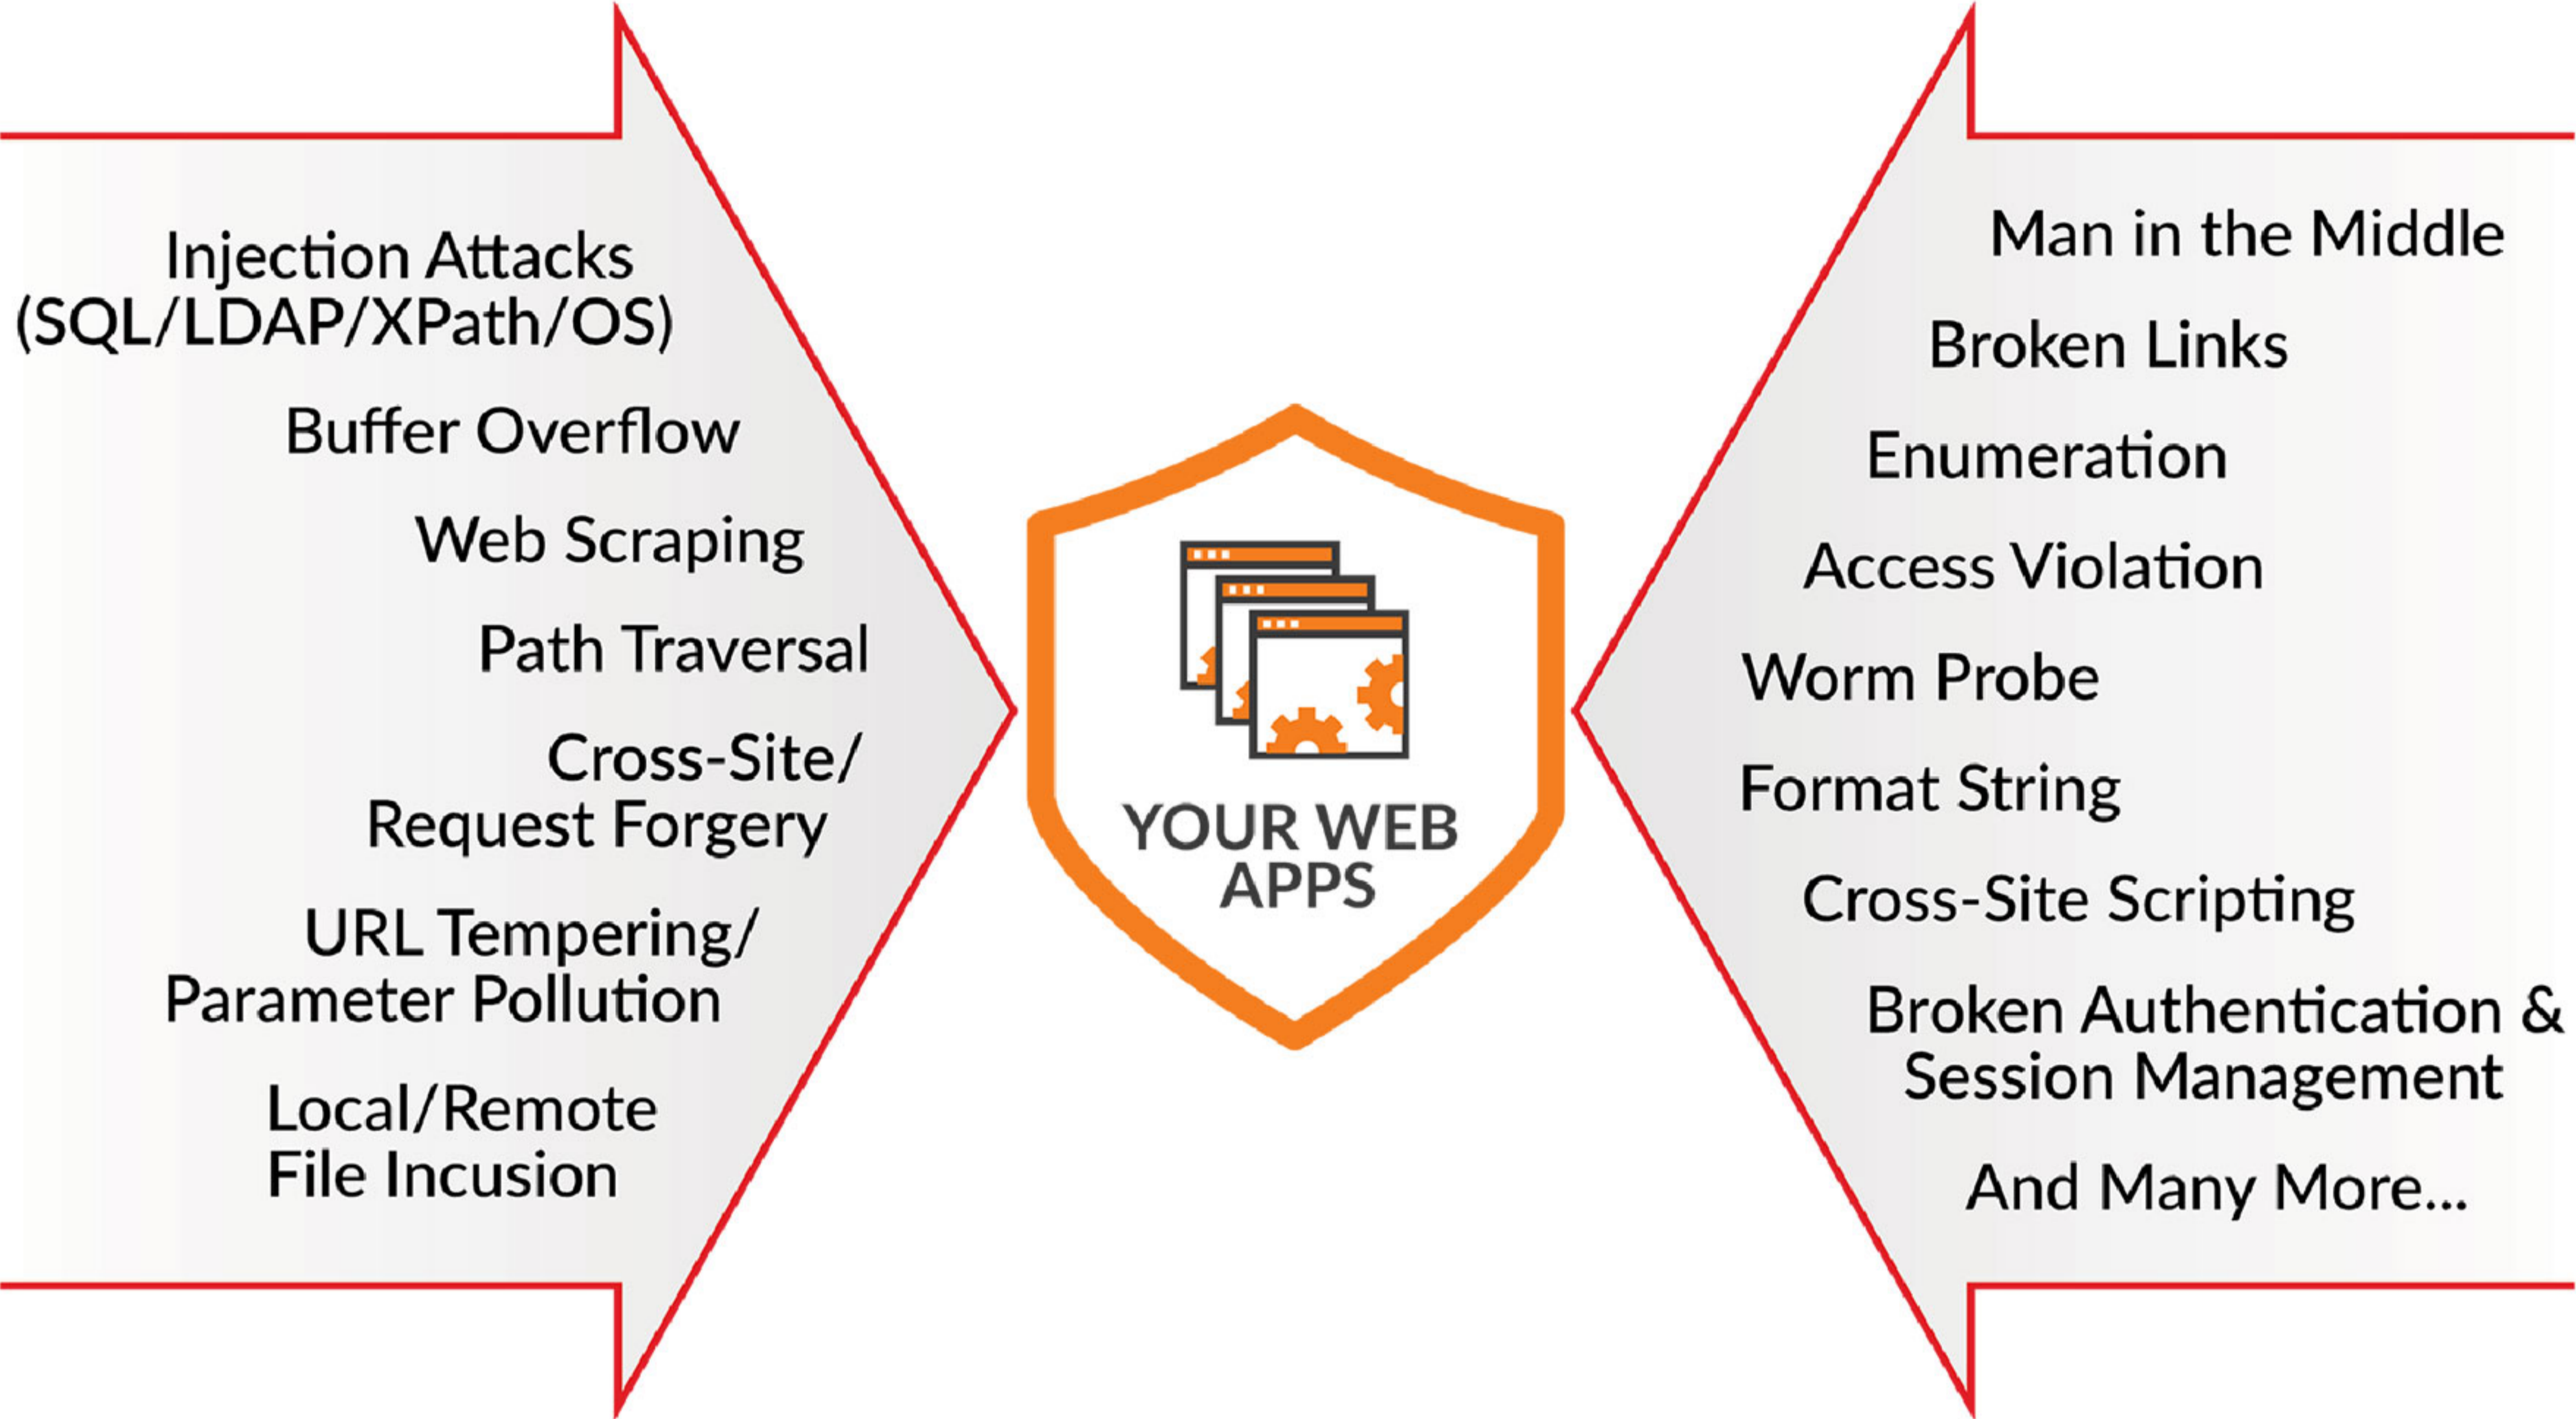 Injection Attacks
(SQL/LDAP/XPath/OS)
Buffer Overflow
Web Scraping
Path Traversal
Cross-Site/
Request Forgery
URL Tempering/
Parameter Pollution
Local/Remote
File Incusion
YOUR WEB
APPS
Man in the Middle
Broken Links
Enumeration
Access Violation
Worm Probe
Format String
Cross-Site Scripting
Broken Authentication &
Session Management
And Many More...